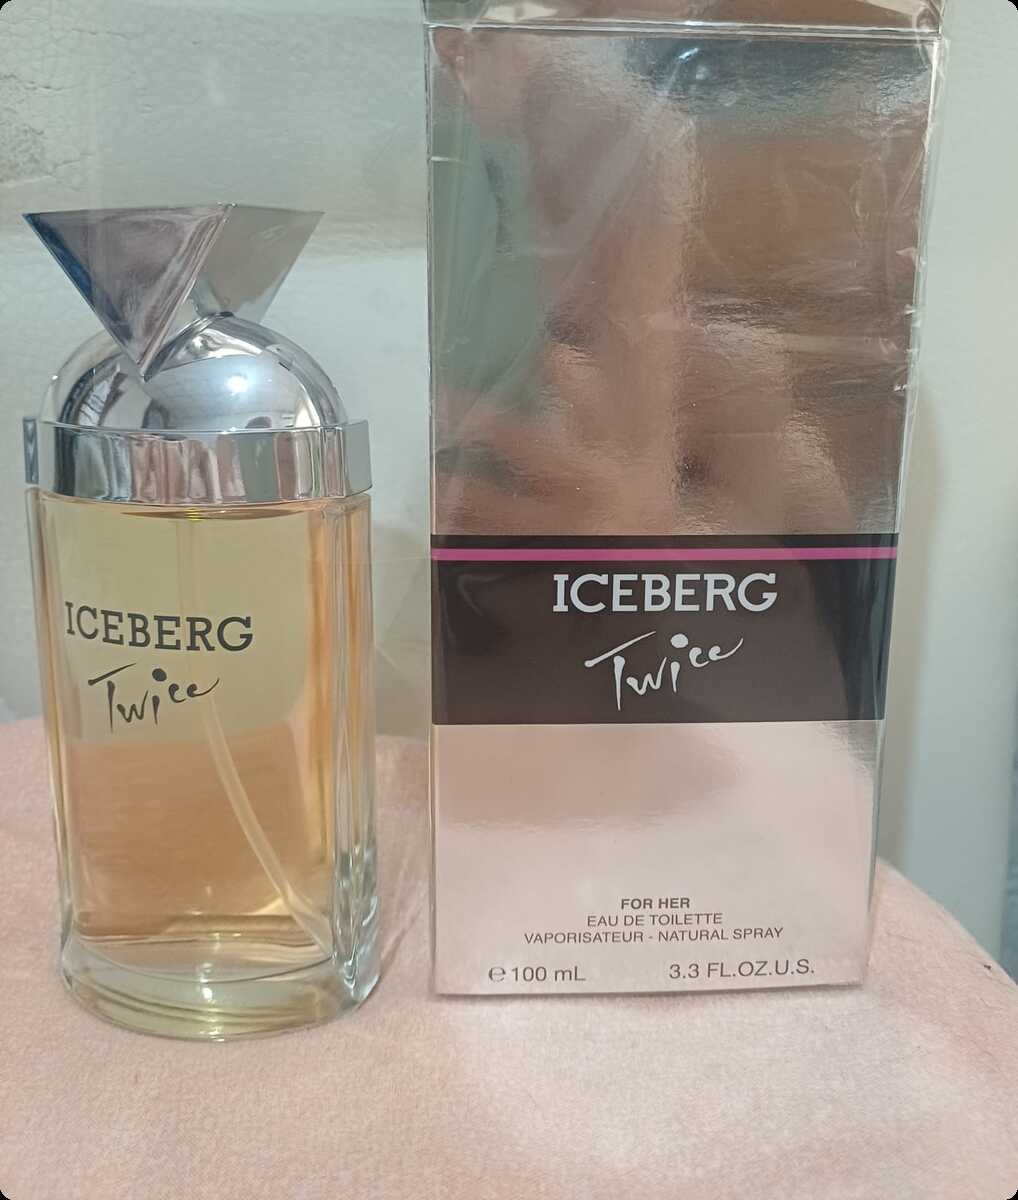 ICEBERG
Twice
ICEBERG
Twice
FOR HER
EAU DE TOILETTE
VAPORISATEUR - NATURAL SPRAY
℮ 100 mL 3.3 FL.OZ.U.S.